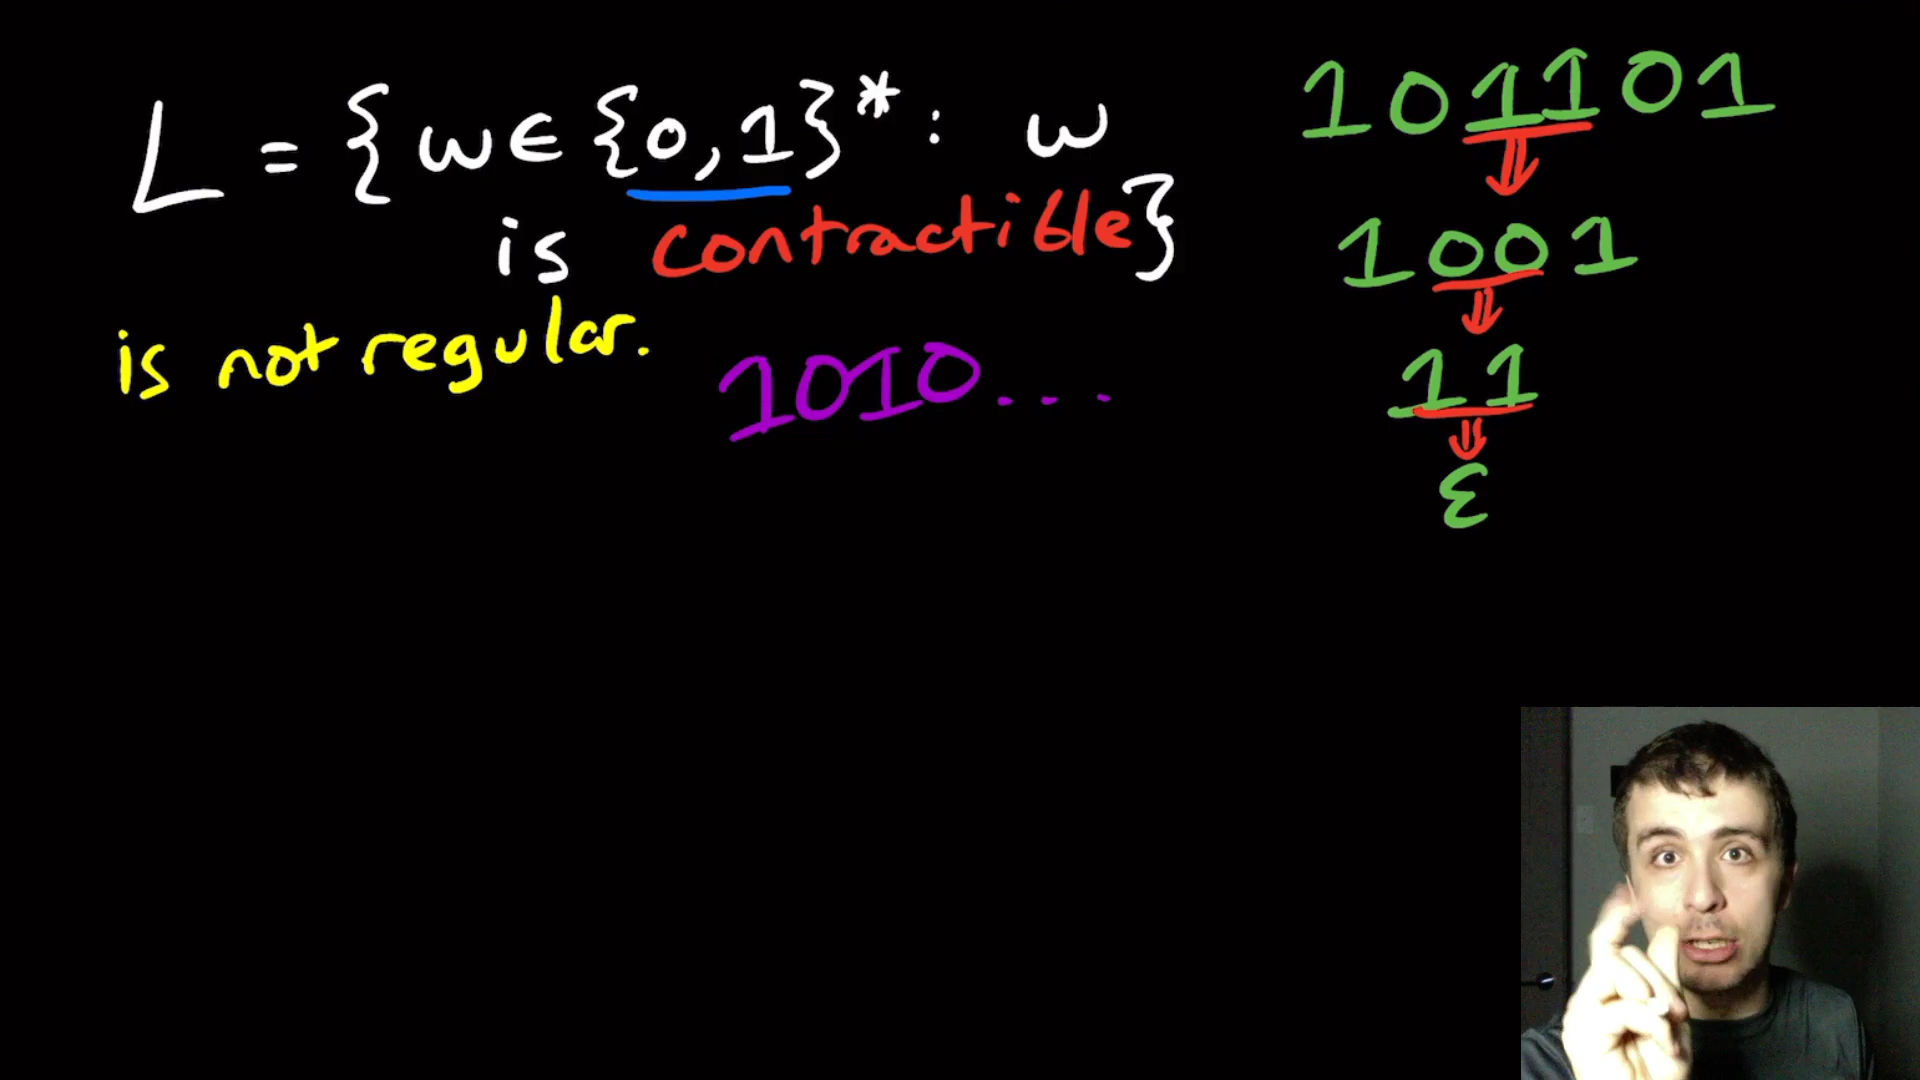 L = {w∈{0,1}*: w
is contractible}
is not regular.
1010...
101101
⇓
1001
⇓
11
⇓
ε